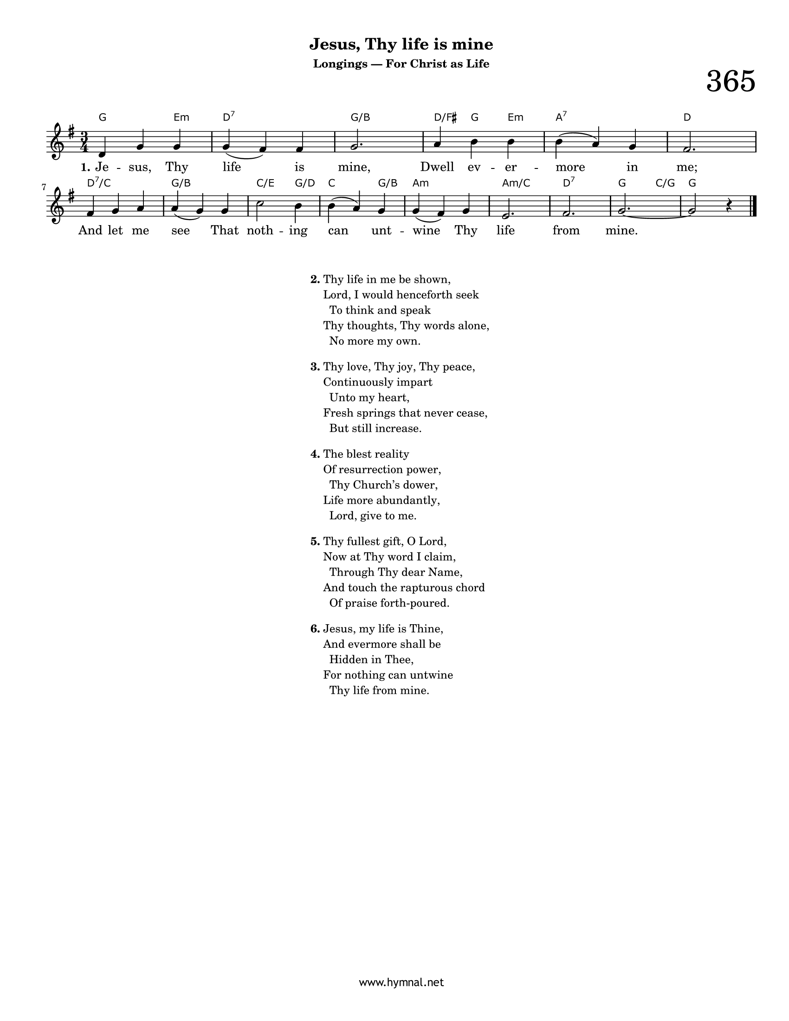 Jesus, Thy life is mine
Longings — For Christ as Life
365
G Em D7 G/B D/F♯ G Em A7 D
3
4
1. Je - sus, Thy life is mine, Dwell ev - er - more in me;
7
D7/C G/B C/E G/D C G/B Am Am/C D7 G C/G G
And let me see That noth - ing can unt - wine Thy life from mine.
2. Thy life in me be shown,
Lord, I would henceforth seek
To think and speak
Thy thoughts, Thy words alone,
No more my own.
3. Thy love, Thy joy, Thy peace,
Continuously impart
Unto my heart,
Fresh springs that never cease,
But still increase.
4. The blest reality
Of resurrection power,
Thy Church's dower,
Life more abundantly,
Lord, give to me.
5. Thy fullest gift, O Lord,
Now at Thy word I claim,
Through Thy dear Name,
And touch the rapturous chord
Of praise forth-poured.
6. Jesus, my life is Thine,
And evermore shall be
Hidden in Thee,
For nothing can untwine
Thy life from mine.
www.hymnal.net